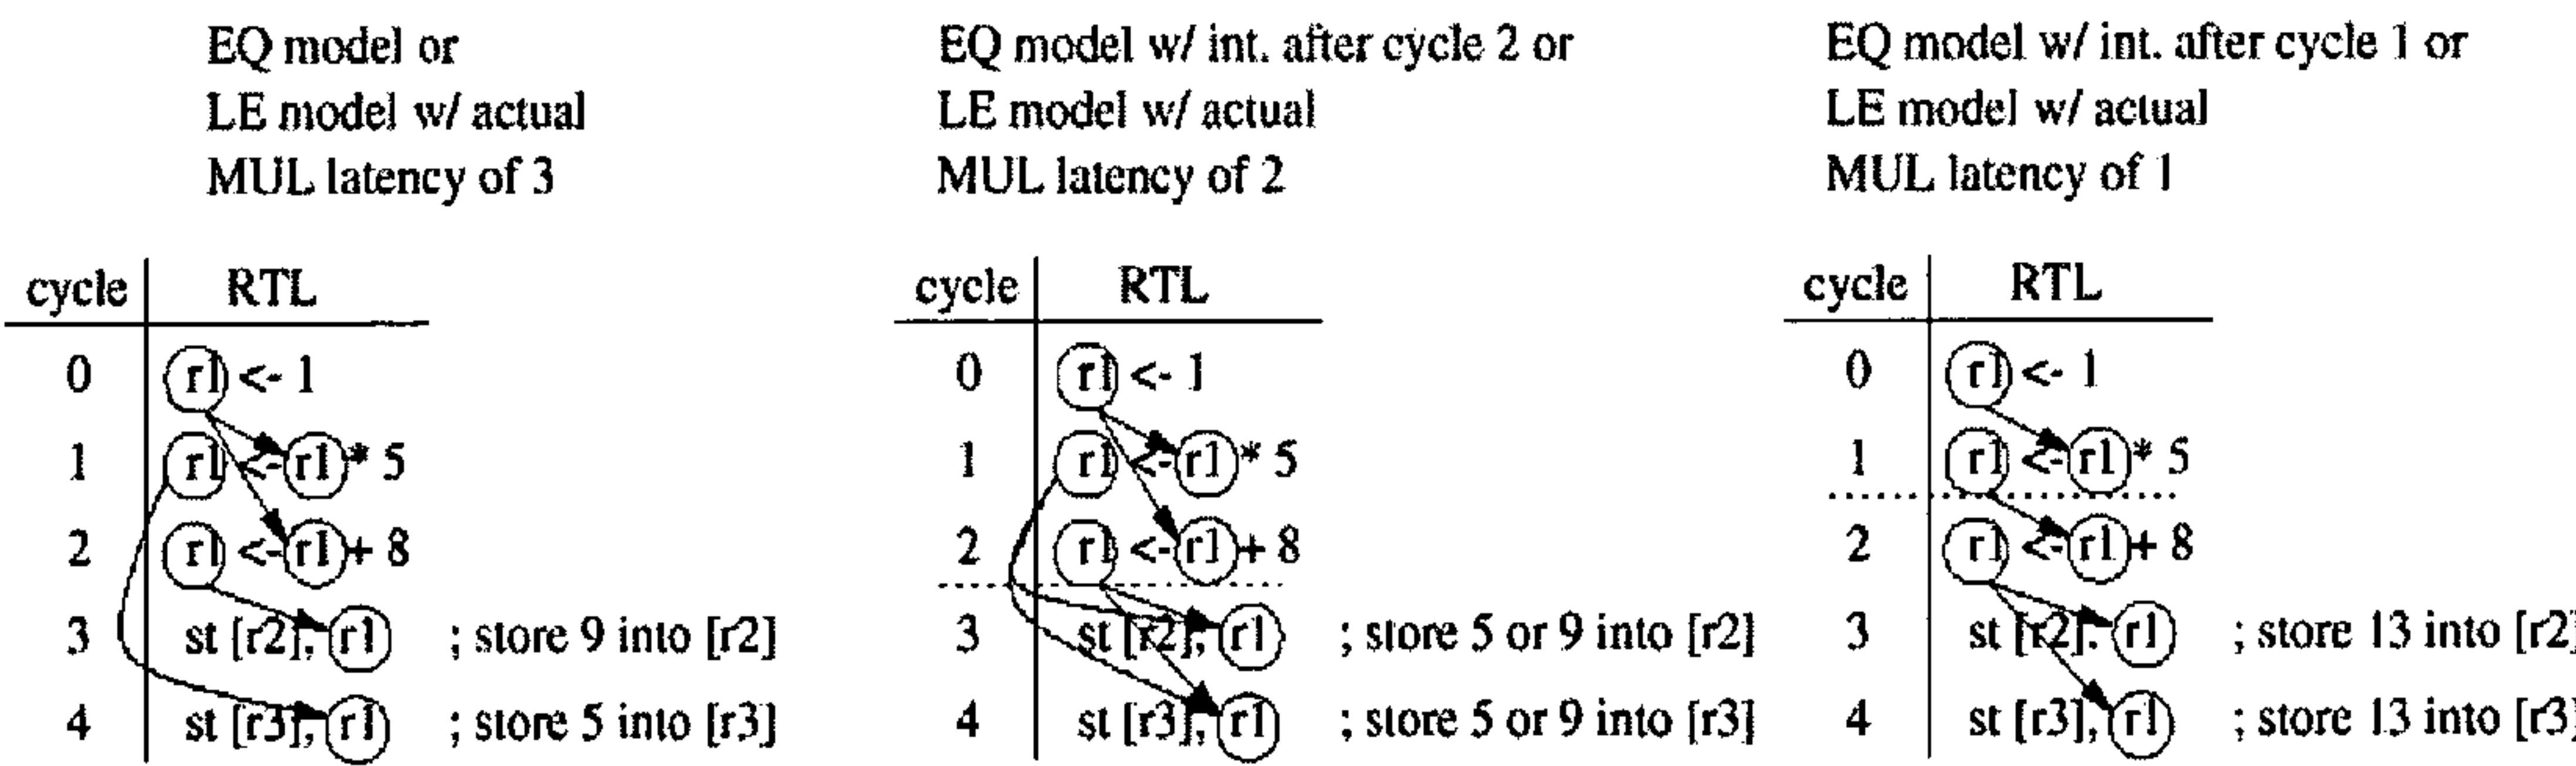 EQ model or
LE model w/ actual
MUL latency of 3
cycle RTL
0 r1 <- 1
1 r1 <- r1 * 5
2 r1 <- r1 + 8
3 st [r2], r1 ; store 9 into [r2]
4 st [r3], r1 ; store 5 into [r3]
EQ model w/ int. after cycle 2 or
LE model w/ actual
MUL latency of 2
cycle RTL
0 r1 <- 1
1 r1 <- r1 * 5
2 r1 <- r1 + 8
3 st [r2], r1 ; store 5 or 9 into [r2]
4 st [r3], r1 ; store 5 or 9 into [r3]
EQ model w/ int. after cycle 1 or
LE model w/ actual
MUL latency of 1
cycle RTL
0 r1 <- 1
1 r1 <- r1 * 5
2 r1 <- r1 + 8
3 st [r2], r1 ; store 13 into [r2]
4 st [r3], r1 ; store 13 into [r3]